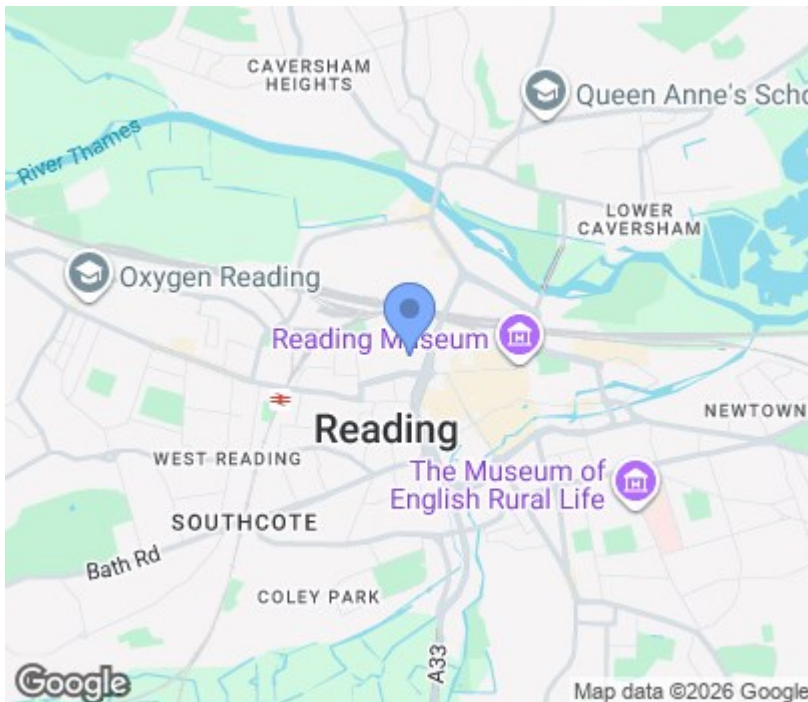 CAVERSHAM
HEIGHTS
Queen Anne's Scho
River Thames
LOWER
CAVERSHAM
Oxygen Reading
Reading Museum
Reading
NEWTOWN
WEST READING
The Museum of
English Rural Life
SOUTHCOTE
Bath Rd
COLEY PARK
A33
Google
Map data ©2026 Google